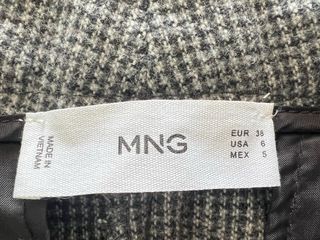 MADE IN
VIETNAM
MNG
EUR 38
USA 6
MEX 5